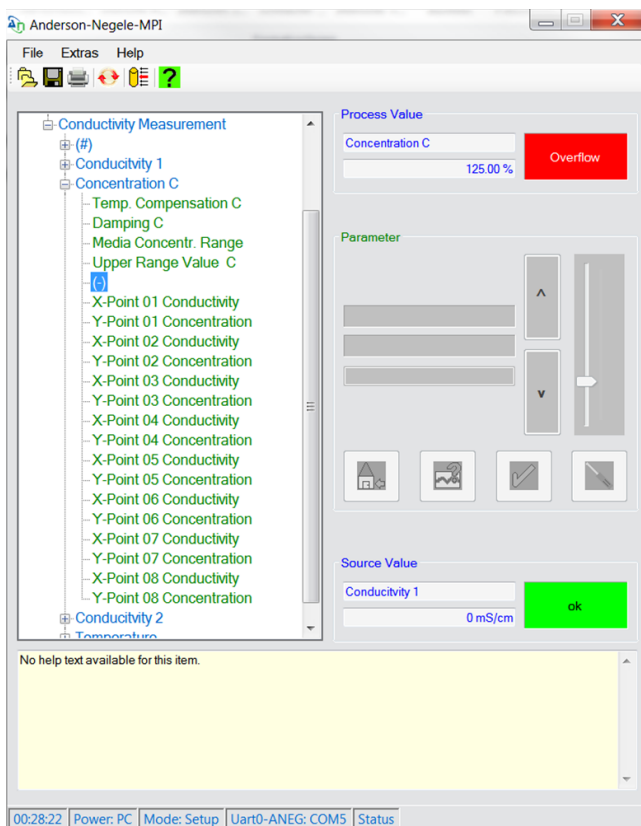 Anderson-Negele-MPI
File Extras Help
Conductivity Measurement
(#)
Conducitvity 1
Concentration C
Temp. Compensation C
Damping C
Media Concentr. Range
Upper Range Value C
(-)
X-Point 01 Conductivity
Y-Point 01 Concentration
X-Point 02 Conductivity
Y-Point 02 Concentration
X-Point 03 Conductivity
Y-Point 03 Concentration
X-Point 04 Conductivity
Y-Point 04 Concentration
X-Point 05 Conductivity
Y-Point 05 Concentration
X-Point 06 Conductivity
Y-Point 06 Concentration
X-Point 07 Conductivity
Y-Point 07 Concentration
X-Point 08 Conductivity
Y-Point 08 Concentration
Conducitvity 2
Temperature
Process Value
Concentration C
125.00 %
Overflow
Parameter
Source Value
Conducitvity 1
0 mS/cm
ok
No help text available for this item.
00:28:22 Power: PC Mode: Setup Uart0-ANEG: COM5 Status